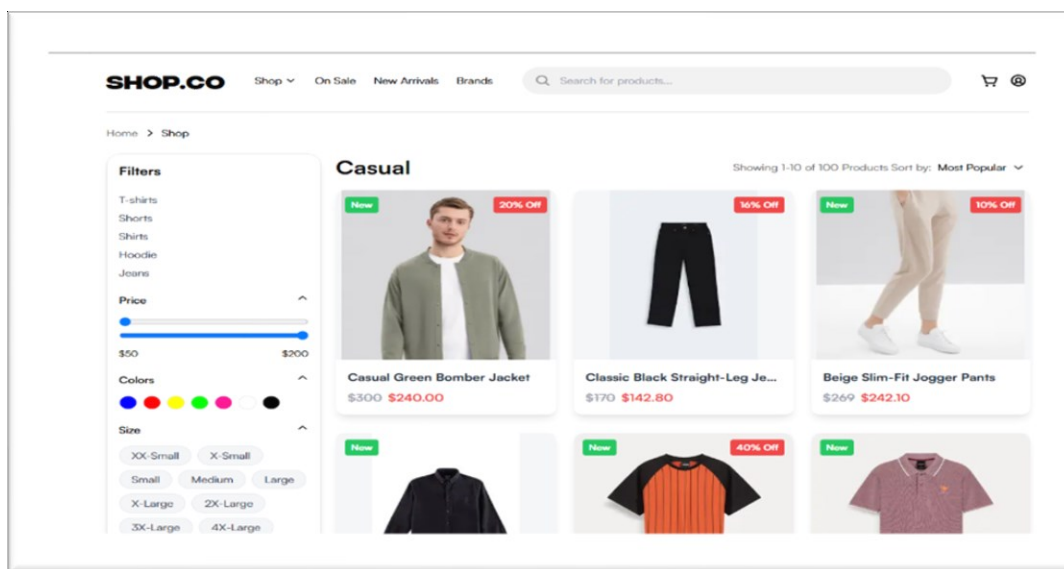 SHOP.CO Shop On Sale New Arrivals Brands Search for products...
Home > Shop
Filters
T-shirts
Shorts
Shirts
Hoodie
Jeans
Price
$50 $200
Colors
Size
XX-Small X-Small
Small Medium Large
X-Large 2X-Large
3X-Large 4X-Large
Casual
Showing 1-10 of 100 Products Sort by: Most Popular
New 20% Off
Casual Green Bomber Jacket
$300 $240.00
16% Off
Classic Black Straight-Leg Je...
$170 $142.80
New 10% Off
Beige Slim-Fit Jogger Pants
$269 $242.10
New
New 40% Off
New